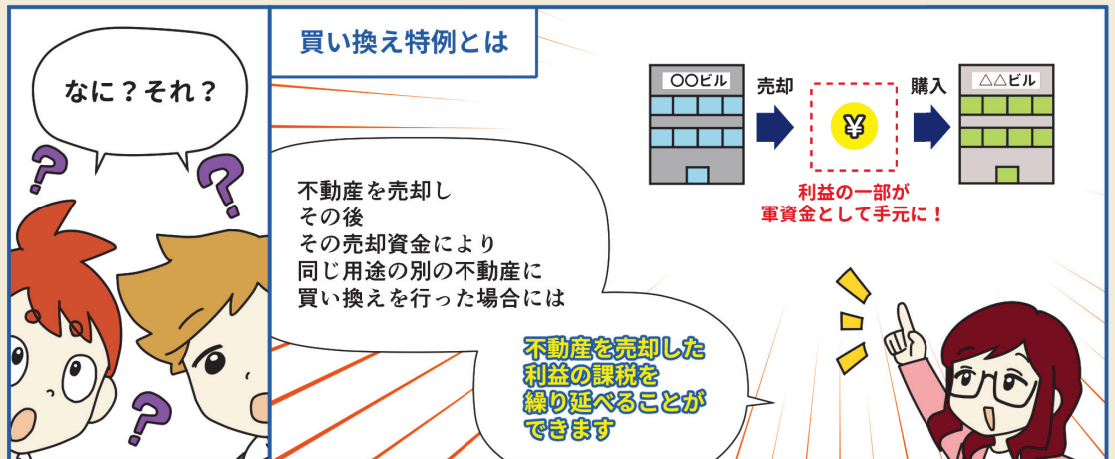 なに？それ？
買い換え特例とは
〇〇ビル
売却
¥
購入
△△ビル
利益の一部が
軍資金として手元に！
不動産を売却し
その後
その売却資金により
同じ用途の別の不動産に
買い換えを行った場合には
不動産を売却した
利益の課税を
繰り延べることが
できます